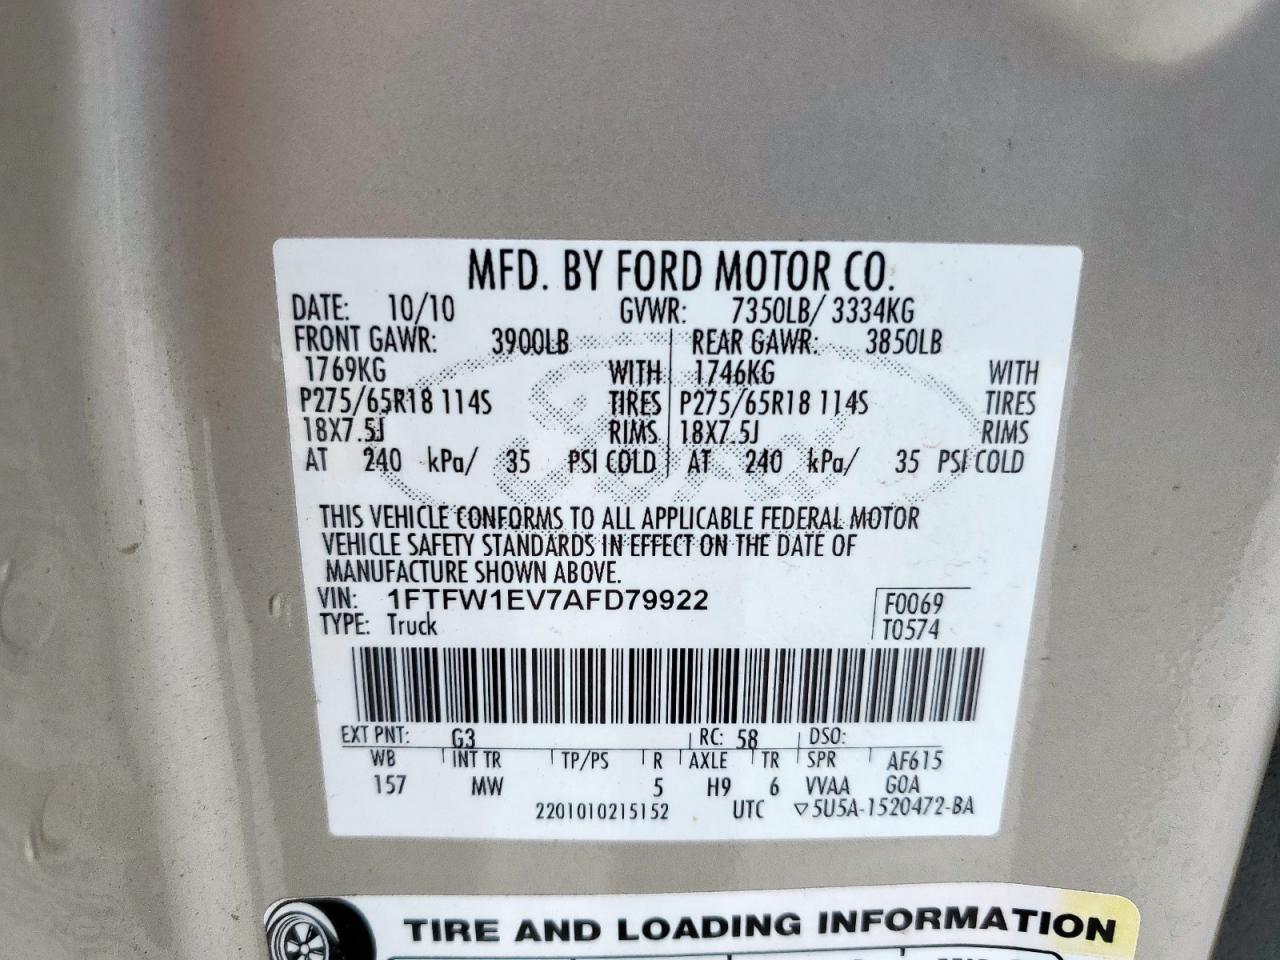 MFD. BY FORD MOTOR CO.
DATE: 10/10 GVWR: 7350LB/ 3334KG
FRONT GAWR: 3900LB REAR GAWR: 3850LB
1769KG WITH 1746KG WITH
P275/65R18 114S TIRES P275/65R18 114S TIRES
18X7.5J RIMS 18X7.5J RIMS
AT 240 kPa/ 35 PSI COLD AT 240 kPa/ 35 PSI COLD
THIS VEHICLE CONFORMS TO ALL APPLICABLE FEDERAL MOTOR
VEHICLE SAFETY STANDARDS IN EFFECT ON THE DATE OF
MANUFACTURE SHOWN ABOVE.
VIN: 1FTFW1EV7AFD79922 F0069
TYPE: Truck T0574
EXT PNT: G3 RC: 58 DSO:
WB INT TR TP/PS R AXLE TR SPR AF615
157 MW 5 H9 6 VVAA GOA
2201010215152 UTC ▽5U5A-1520472-BA
TIRE AND LOADING INFORMATION